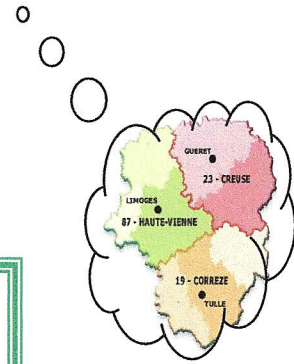 GUERET
23 - CREUSE
LIMOGES
87 - HAUTE-VIENNE
19 - CORREZE
TULLE